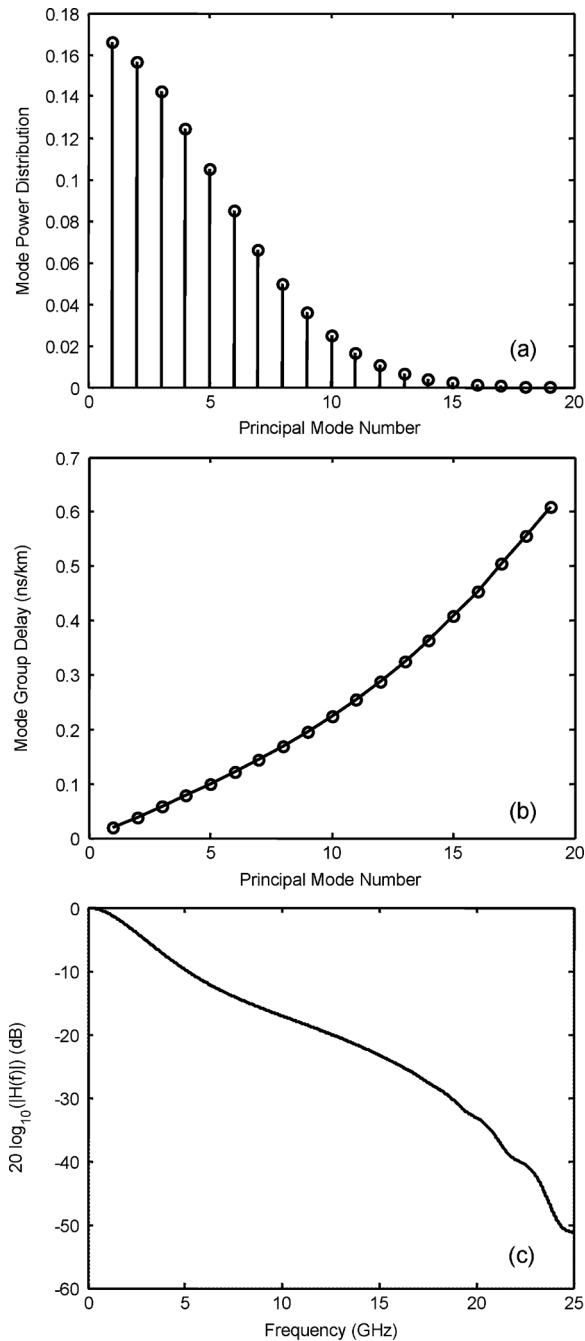 0.18
0.16
0.14
0.12
0.1
0.08
0.06
0.04
0.02
0
Mode Power Distribution
(a)
0 5 10 15 20
Principal Mode Number
0.7
0.6
0.5
0.4
0.3
0.2
0.1
0
Mode Group Delay (ns/km)
(b)
0 5 10 15 20
Principal Mode Number
0
-10
-20
-30
-40
-50
-60
20 log10(|H(f)|) (dB)
(c)
0 5 10 15 20 25
Frequency (GHz)